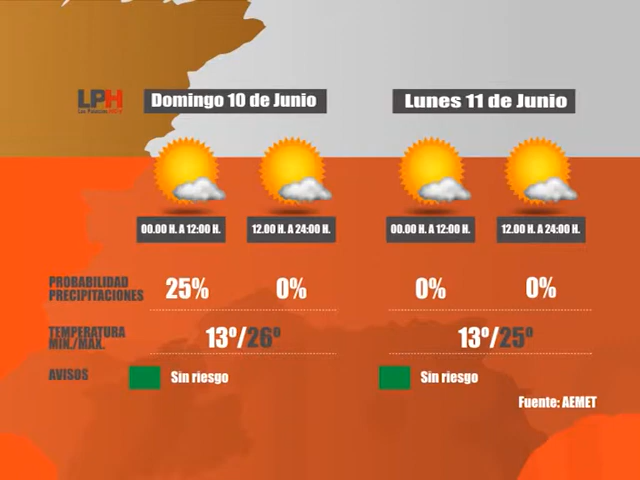 LPH
Domingo 10 de Junio
Lunes 11 de Junio
00.00 H. A 12:00 H.
12.00 H. A 24:00 H.
00.00 H. A 12:00 H.
12.00 H. A 24:00 H.
PROBABILIDAD
PRECIPITACIONES
25%
0%
0%
0%
TEMPERATURA
MIN./MAX.
13º/26º
13º/25º
AVISOS
Sin riesgo
Sin riesgo
Fuente: AEMET